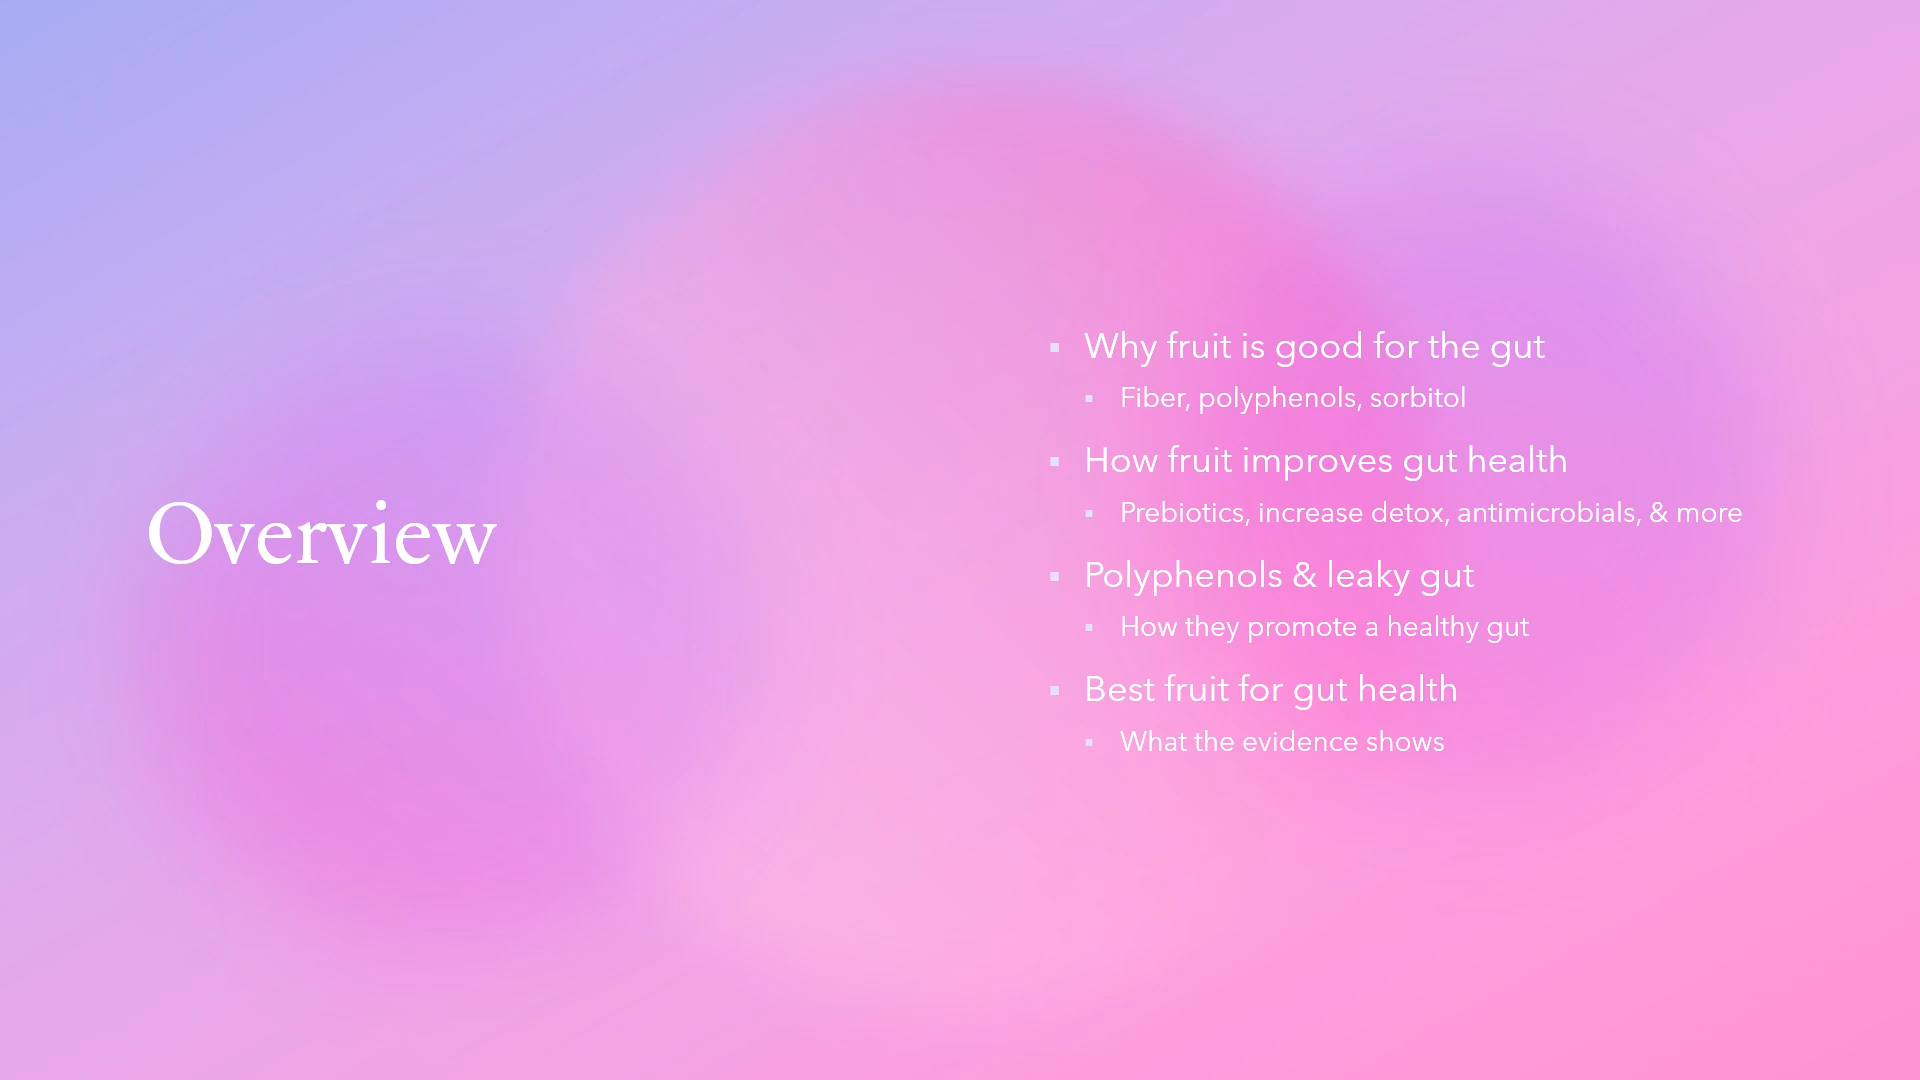 Overview
Why fruit is good for the gut
Fiber, polyphenols, sorbitol
How fruit improves gut health
Prebiotics, increase detox, antimicrobials, & more
Polyphenols & leaky gut
How they promote a healthy gut
Best fruit for gut health
What the evidence shows